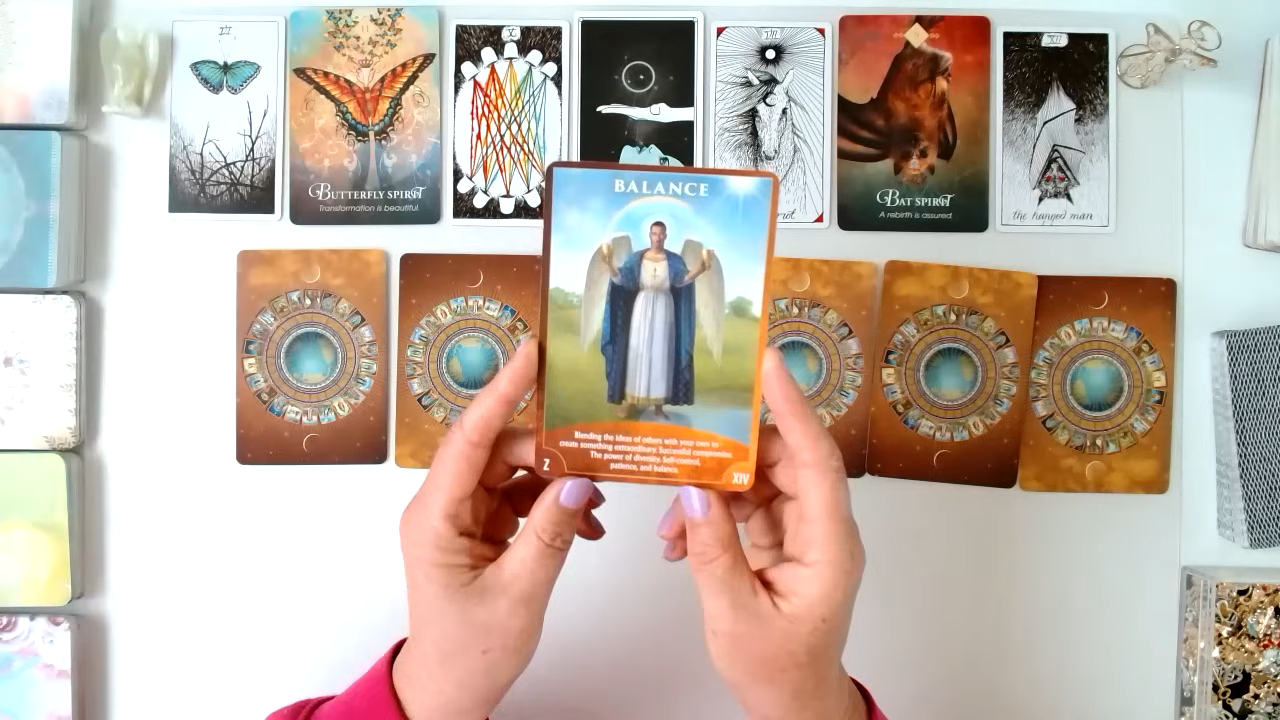 BUTTERFLY SPIRIT
Transformation is beautiful.
X
BAT SPIRIT
A rebirth is assured.
XII
the hanged man
BALANCE
Blending the ideas of others with your own to
create something extraordinary. Successful compromise.
The power of diversity. Self-control,
patience, and balance.
Z
XIV